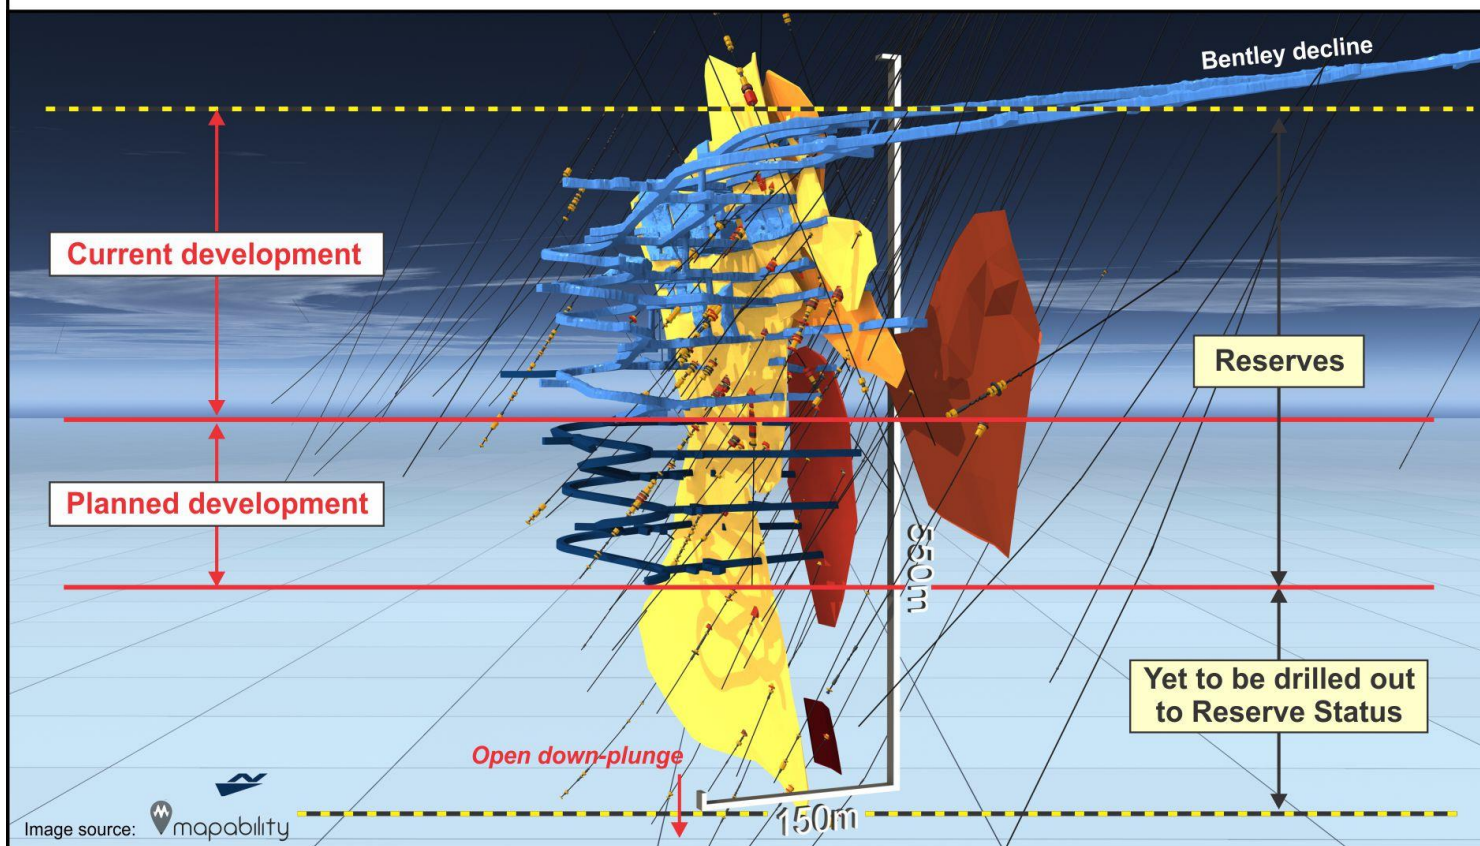 Bentley decline
Current development
Reserves
Planned development
550m
Yet to be drilled out
to Reserve Status
Open down-plunge
150m
Image source: mapability